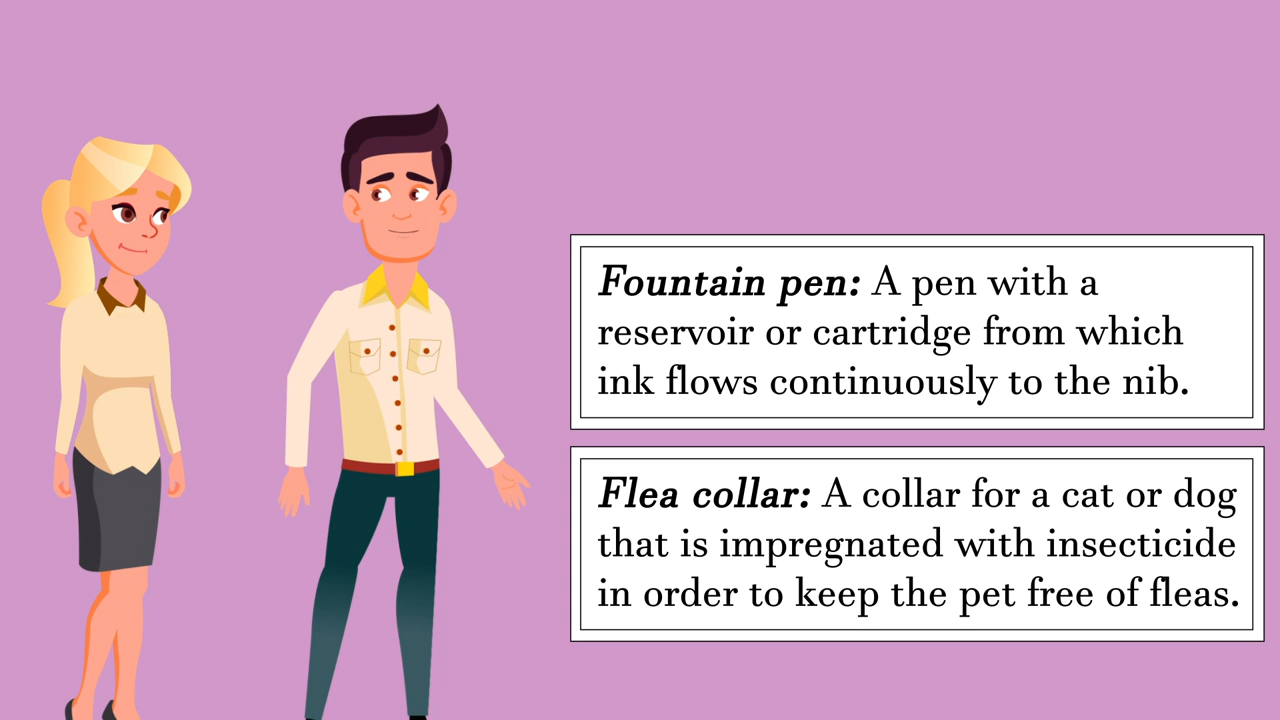 Fountain pen: A pen with a
reservoir or cartridge from which
ink flows continuously to the nib.
Flea collar: A collar for a cat or dog
that is impregnated with insecticide
in order to keep the pet free of fleas.